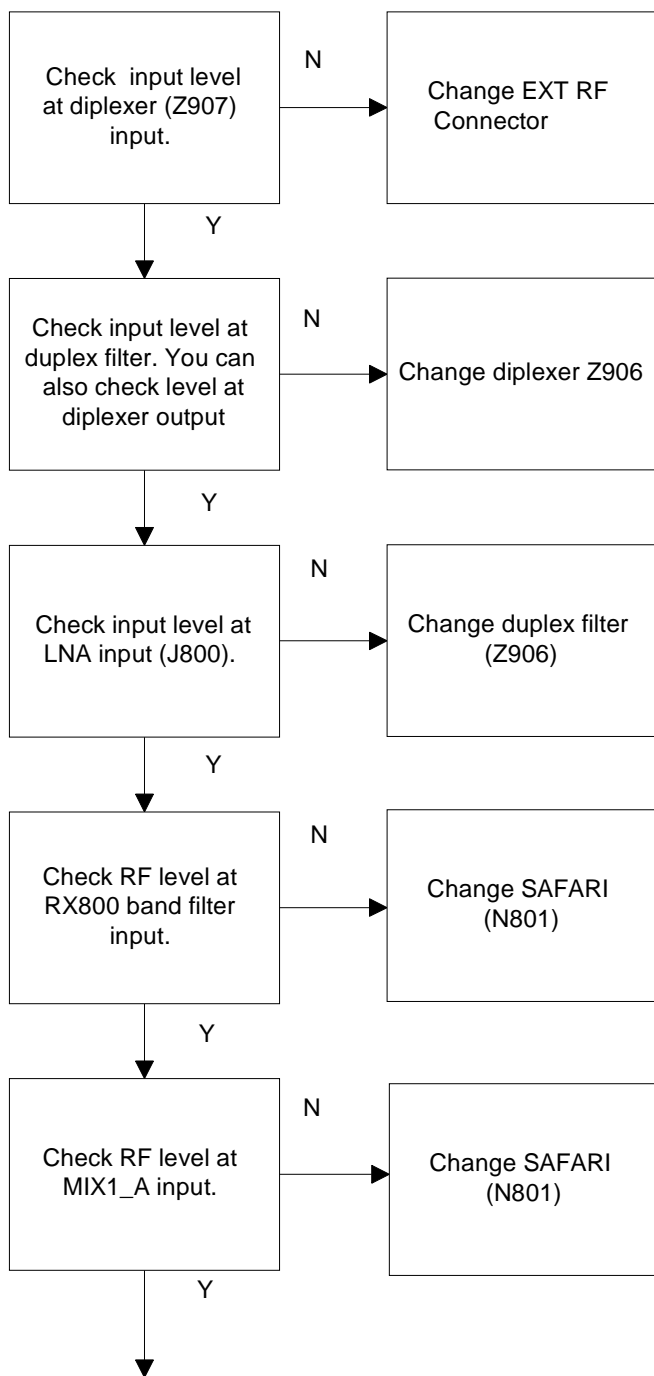 Check input level
at diplexer (Z907)
input.
N
Change EXT RF
Connector
Y
Check input level at
duplex filter. You can
also check level at
diplexer output
N
Change diplexer Z906
Y
Check input level at
LNA input (J800).
N
Change duplex filter
(Z906)
Y
Check RF level at
RX800 band filter
input.
N
Change SAFARI
(N801)
Y
Check RF level at
MIX1_A input.
N
Change SAFARI
(N801)
Y